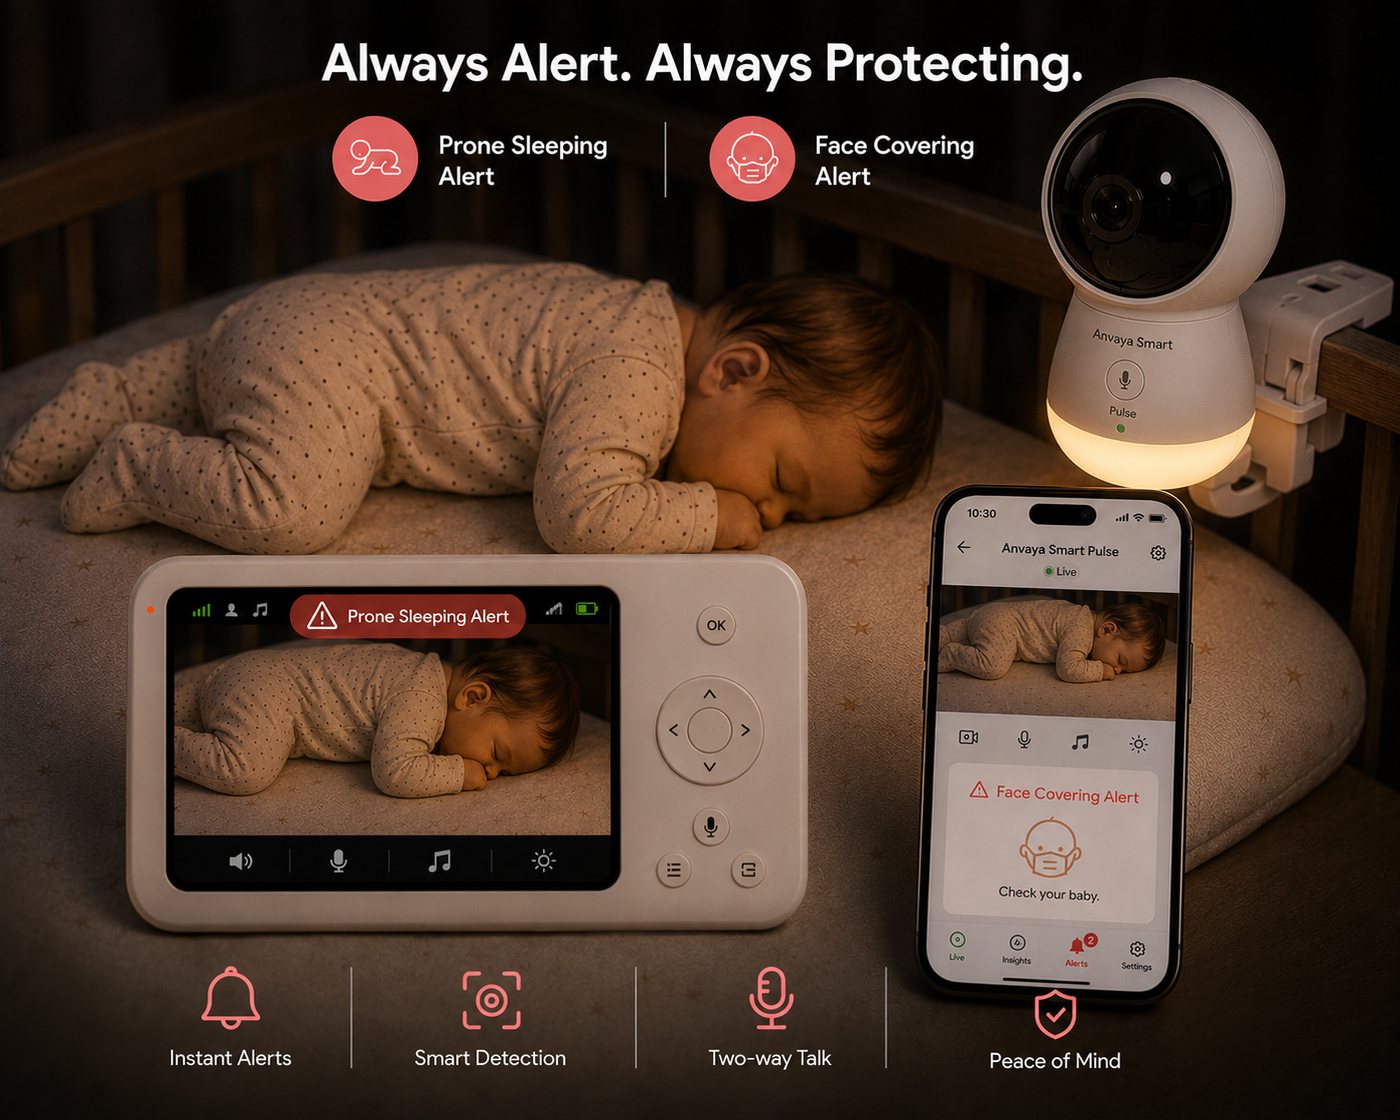 Always Alert. Always Protecting.
Prone Sleeping
Alert
Face Covering
Alert
Anvaya Smart
Pulse
Prone Sleeping Alert
OK
10:30
Anvaya Smart Pulse
Live
Face Covering Alert
Check your baby.
Live
Insights
2
Alerts
Settings
Instant Alerts
Smart Detection
Two-way Talk
Peace of Mind